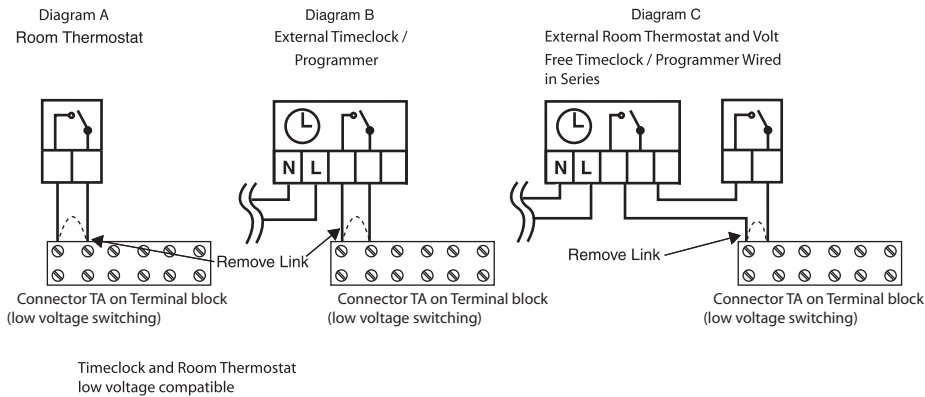 Diagram A
Room Thermostat
Diagram B
External Timeclock /
Programmer
Diagram C
External Room Thermostat and Volt
Free Timeclock / Programmer Wired
in Series
N L
N L
Remove Link
Remove Link
Connector TA on Terminal block
(low voltage switching)
Connector TA on Terminal block
(low voltage switching)
Connector TA on Terminal block
(low voltage switching)
Timeclock and Room Thermostat
low voltage compatible